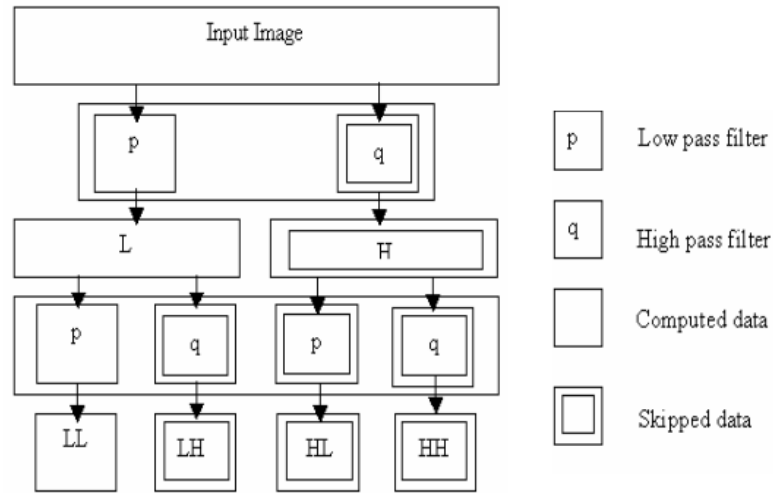 Input Image
p
q
L
H
p
q
p
q
LL
LH
HL
HH
p
Low pass filter
q
High pass filter
Computed data
Skipped data